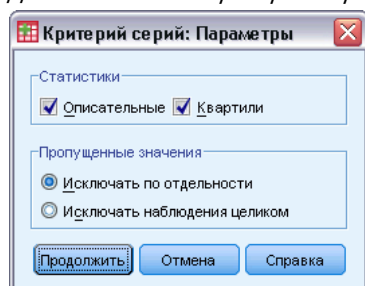 Критерий серий: Параметры
Статистики
Описательные Квартили
Пропущенные значения
Исключать по отдельности
Исключать наблюдения целиком
Продолжить Отмена Справка